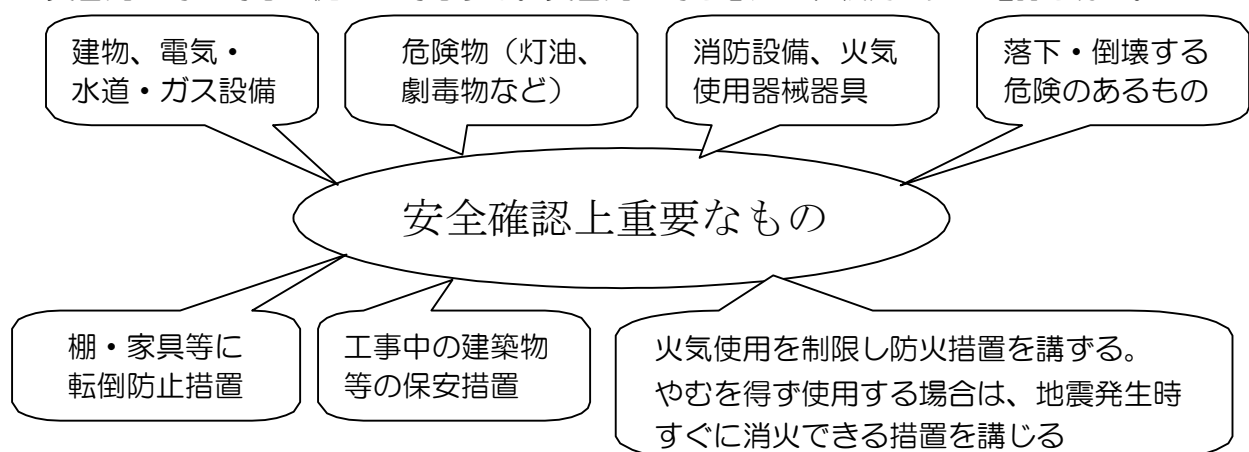 建物、電気・
水道・ガス設備
危険物（灯油、
劇毒物など）
消防設備、火気
使用器械器具
落下・倒壊する
危険のあるもの
安全確認上重要なもの
棚・家具等に
転倒防止措置
工事中の建築物
等の保安措置
火気使用を制限し防火措置を講ずる。
やむを得ず使用する場合は、地震発生時
すぐに消火できる措置を講じる